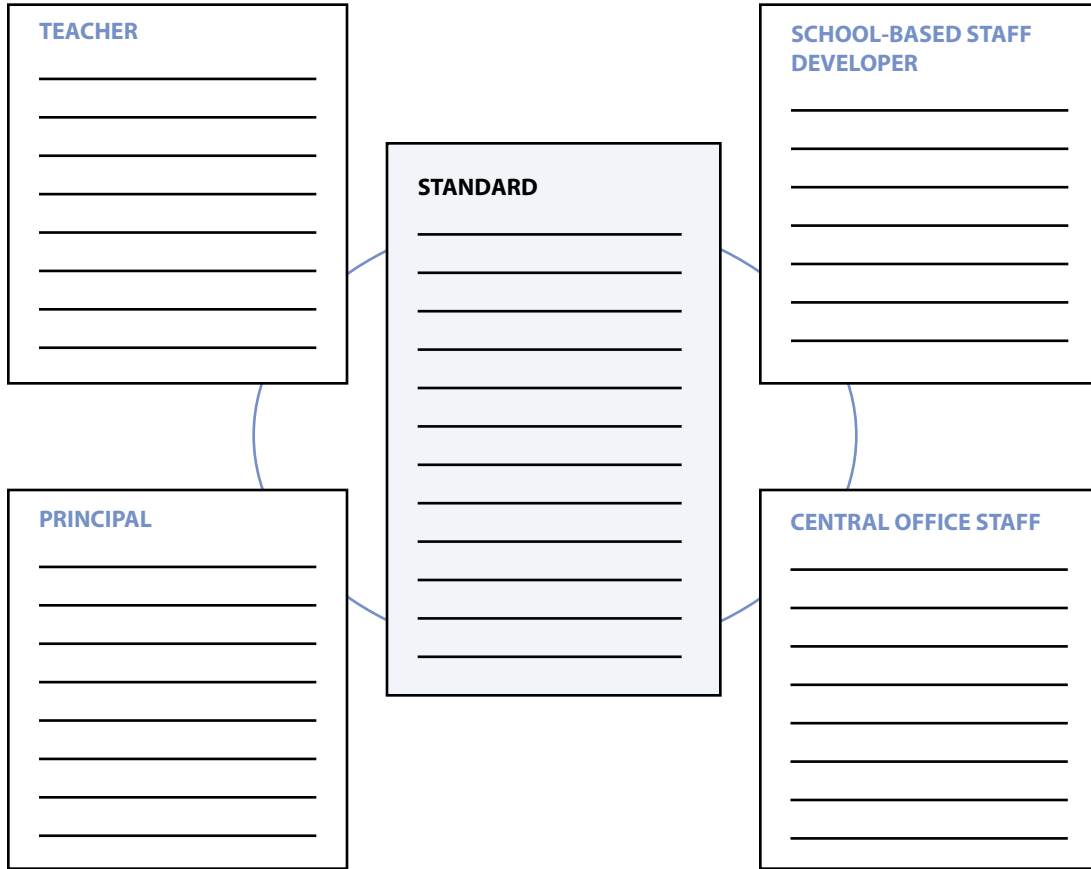 TEACHER
SCHOOL-BASED STAFF
DEVELOPER
STANDARD
PRINCIPAL
CENTRAL OFFICE STAFF